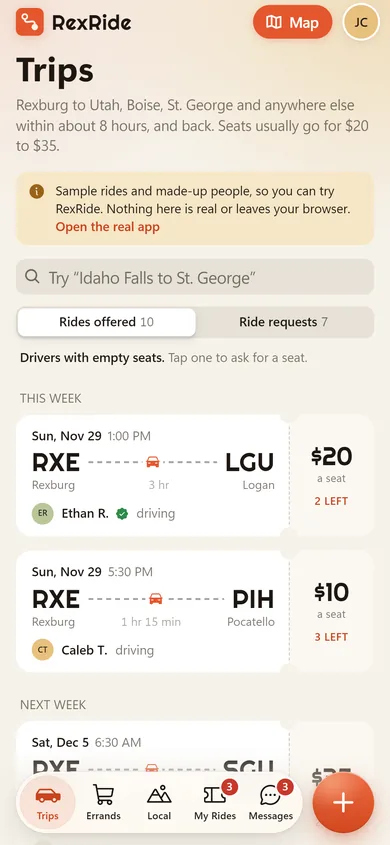 RexRide
Map
JC
Trips
Rexburg to Utah, Boise, St. George and anywhere else
within about 8 hours, and back. Seats usually go for $20
to $35.
Sample rides and made-up people, so you can try
RexRide. Nothing here is real or leaves your browser.
Open the real app
Try “Idaho Falls to St. George”
Rides offered 10
Ride requests 7
Drivers with empty seats. Tap one to ask for a seat.
THIS WEEK
Sun, Nov 29 1:00 PM
RXE
LGU
Rexburg
3 hr
Logan
ER
Ethan R.
driving
$20
a seat
2 LEFT
Sun, Nov 29 5:30 PM
RXE
PIH
Rexburg
1 hr 15 min
Pocatello
CT
Caleb T.
driving
$10
a seat
3 LEFT
NEXT WEEK
Sat, Dec 5 6:30 AM
RXE
SGU
Trips
Errands
Local
My Rides
3
Messages
3